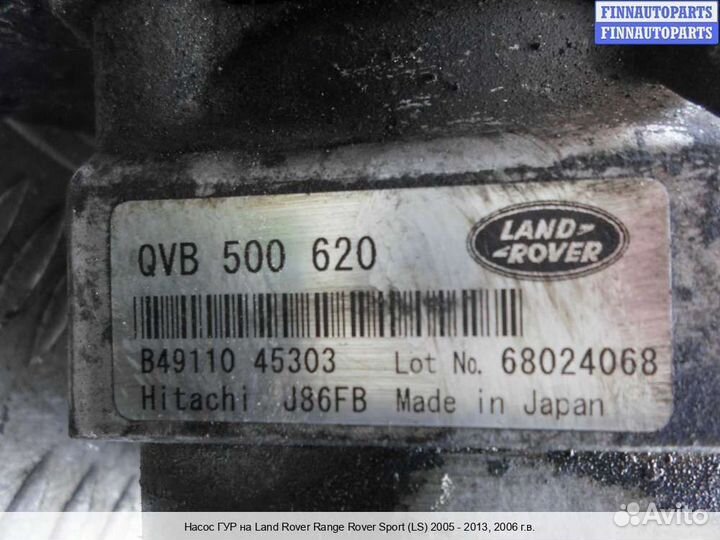 FINNAUTOPARTS
FINNAUTOPARTS
QVB 500 620
LAND-
-ROVER
B49110 45303 Lot No. 68024068
Hitachi J86FB Made in Japan
Насос ГУР на Land Rover Range Rover Sport (LS) 2005 - 2013, 2006 г.в.
Avito